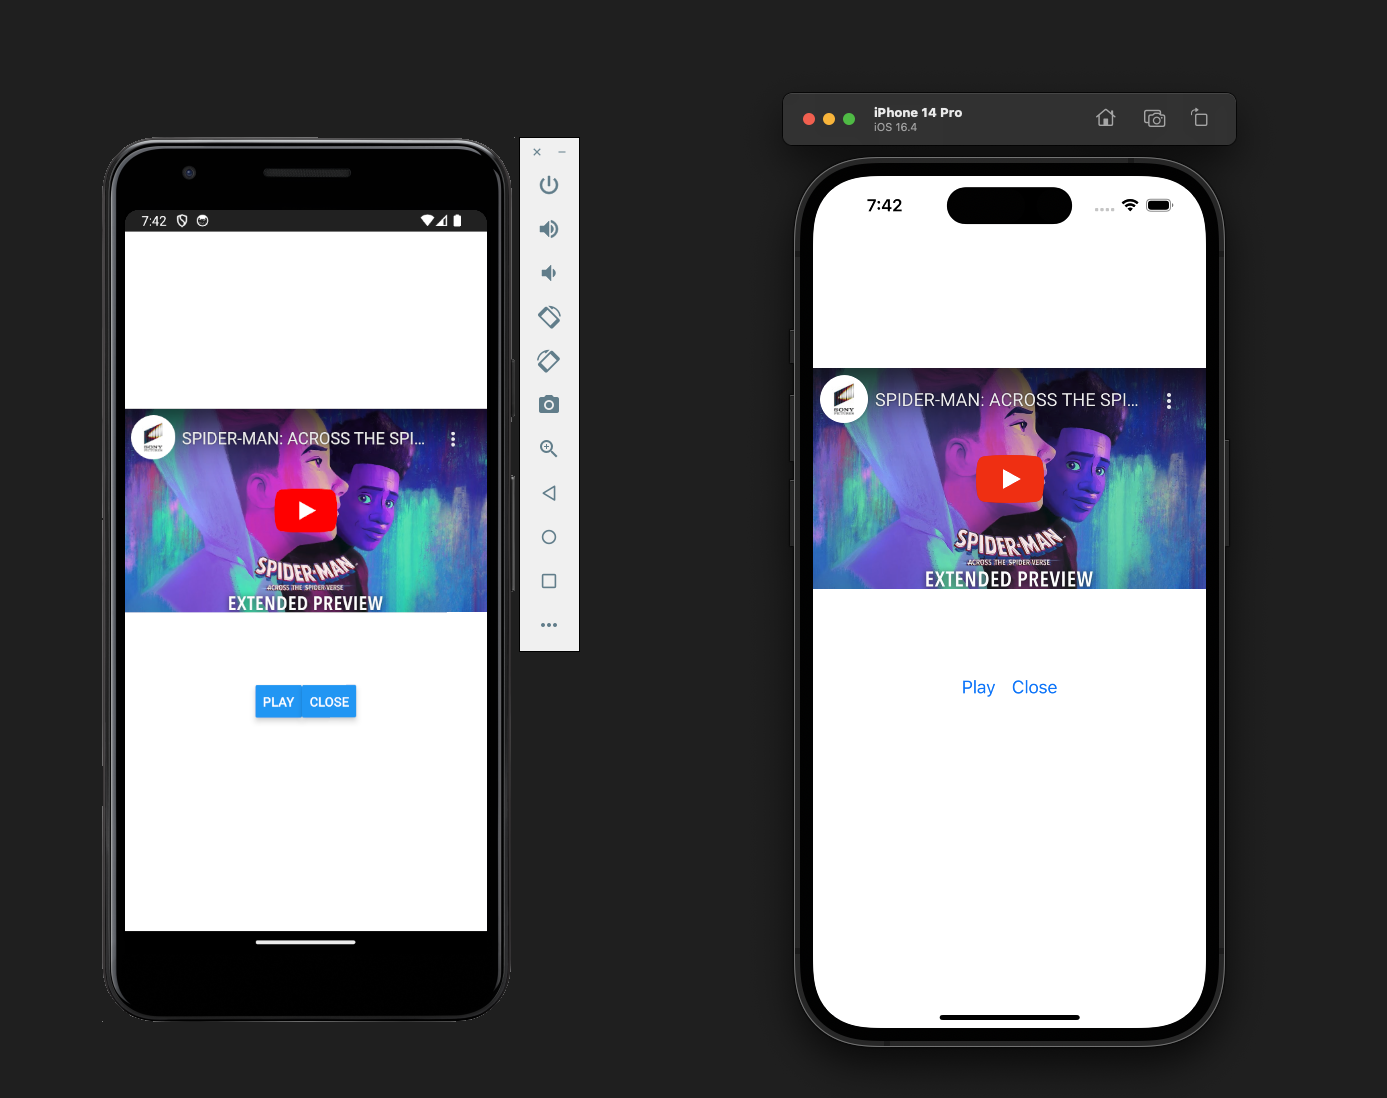 7:42
SONY
PICTURES
SPIDER-MAN: ACROSS THE SPI...
SPIDER-MAN
ACROSS THE SPIDER-VERSE
EXTENDED PREVIEW
PLAY CLOSE
iPhone 14 Pro
iOS 16.4
7:42
SONY
PICTURES
SPIDER-MAN: ACROSS THE SPI...
SPIDER-MAN
ACROSS THE SPIDER-VERSE
EXTENDED PREVIEW
Play Close